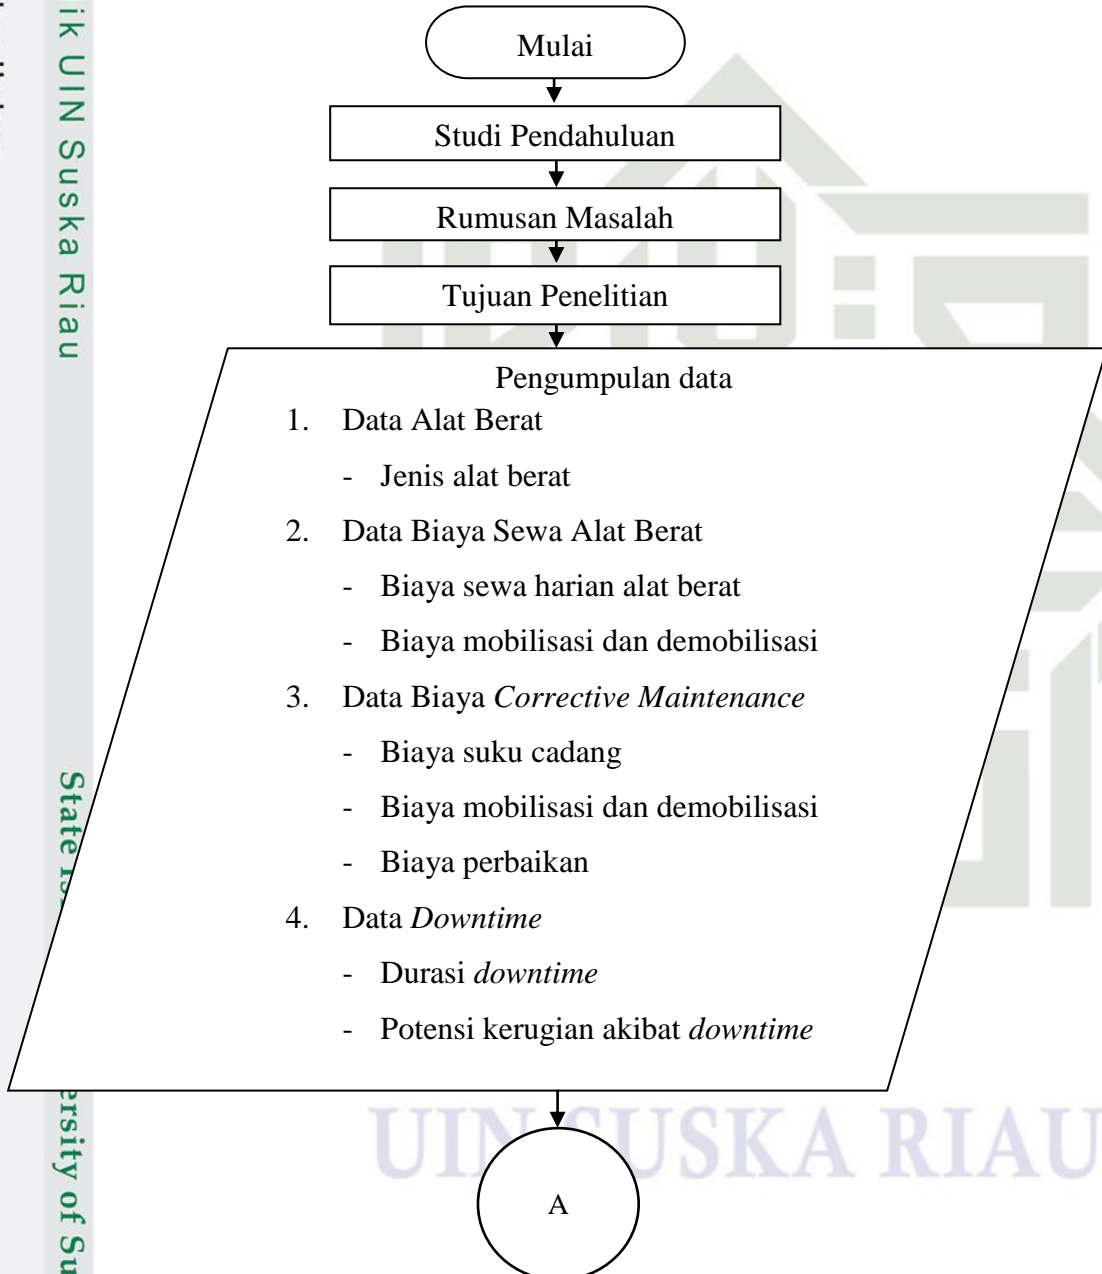 ik UIN Suska Riau
Mulai
Studi Pendahuluan
Rumusan Masalah
Tujuan Penelitian
Pengumpulan data
1. Data Alat Berat
- Jenis alat berat
2. Data Biaya Sewa Alat Berat
- Biaya sewa harian alat berat
- Biaya mobilisasi dan demobilisasi
3. Data Biaya Corrective Maintenance
- Biaya suku cadang
- Biaya mobilisasi dan demobilisasi
- Biaya perbaikan
4. Data Downtime
- Durasi downtime
- Potensi kerugian akibat downtime
State
ersity of Su
UIN SUSKA RIAU
A